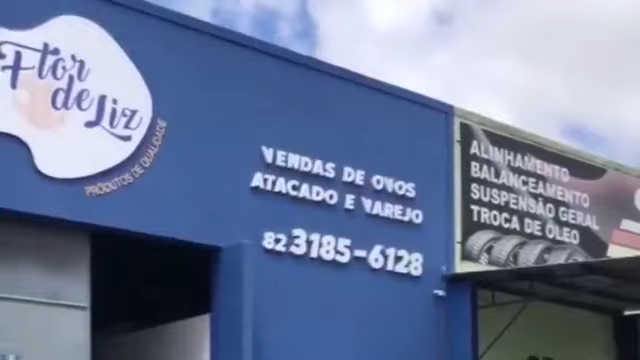 Flor
de Liz
PRODUTOS DE QUALIDADE
VENDAS DE OVOS
ATACADO E VAREJO
82 3185-6128
ALINHAMENTO
BALANCEAMENTO
SUSPENSÃO GERAL
TROCA DE ÓLEO